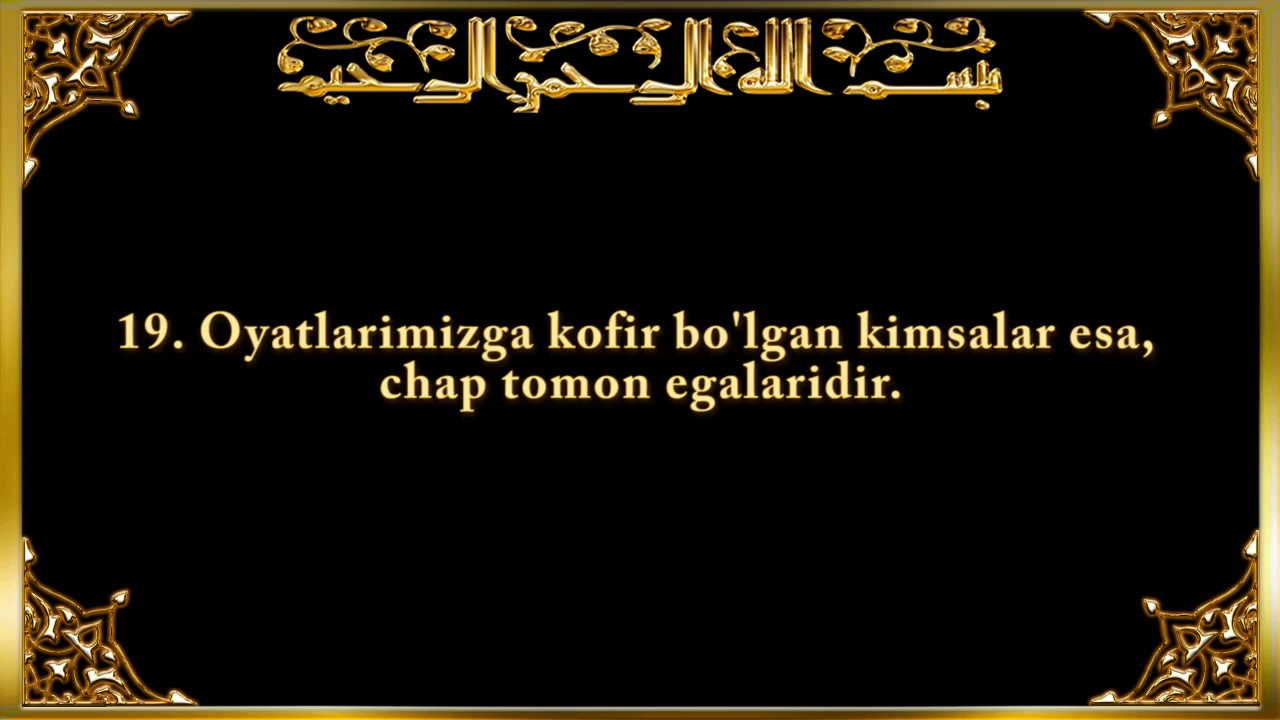 بسم الله الرحمن الرحيم
19. Oyatlarimizga kofir bo'lgan kimsalar esa,
chap tomon egalaridir.